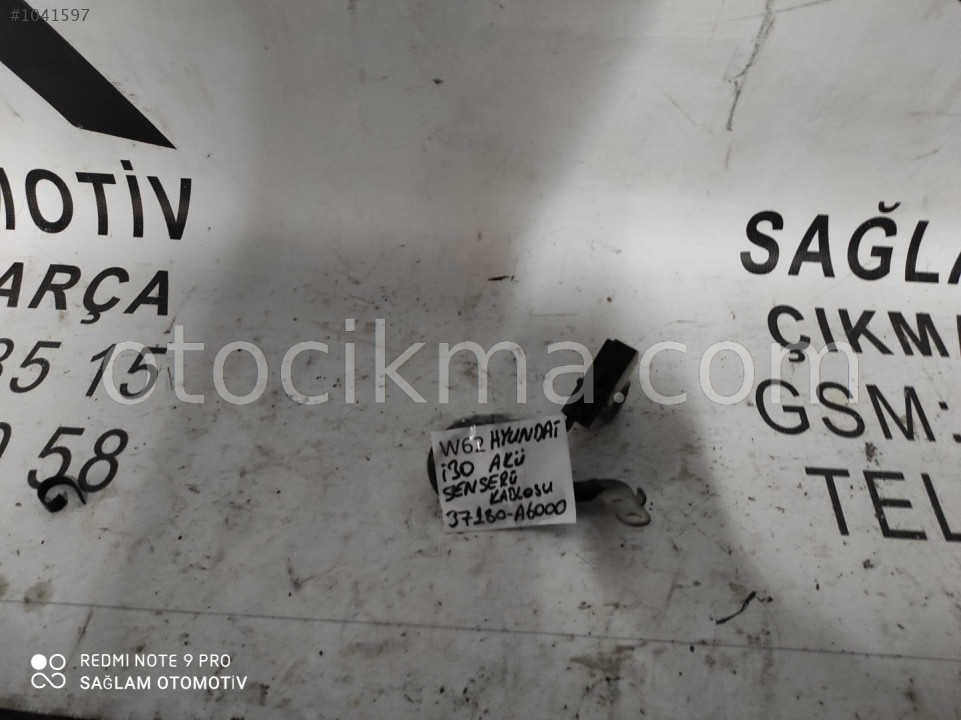 #1041597
MOTİV
ARÇA
35 15
58
SAĞLA
ÇIKM
GSM:
TEL
otocikma.com
W62 HYUNDAİ
i30 AKÜ
SENSERÜ
KABLOSU
37180-A6000
REDMI NOTE 9 PRO
SAĞLAM OTOMOTİV